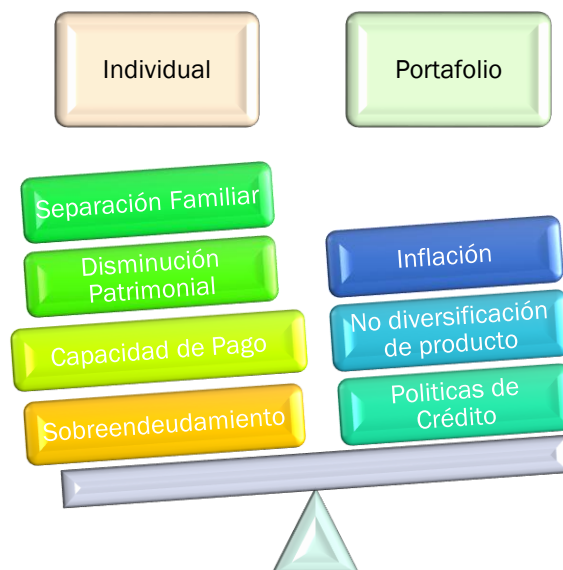 Individual
Portafolio
Separación Familiar
Disminución
Patrimonial
Capacidad de Pago
Sobreendeudamiento
Inflación
No diversificación
de producto
Politicas de
Crédito